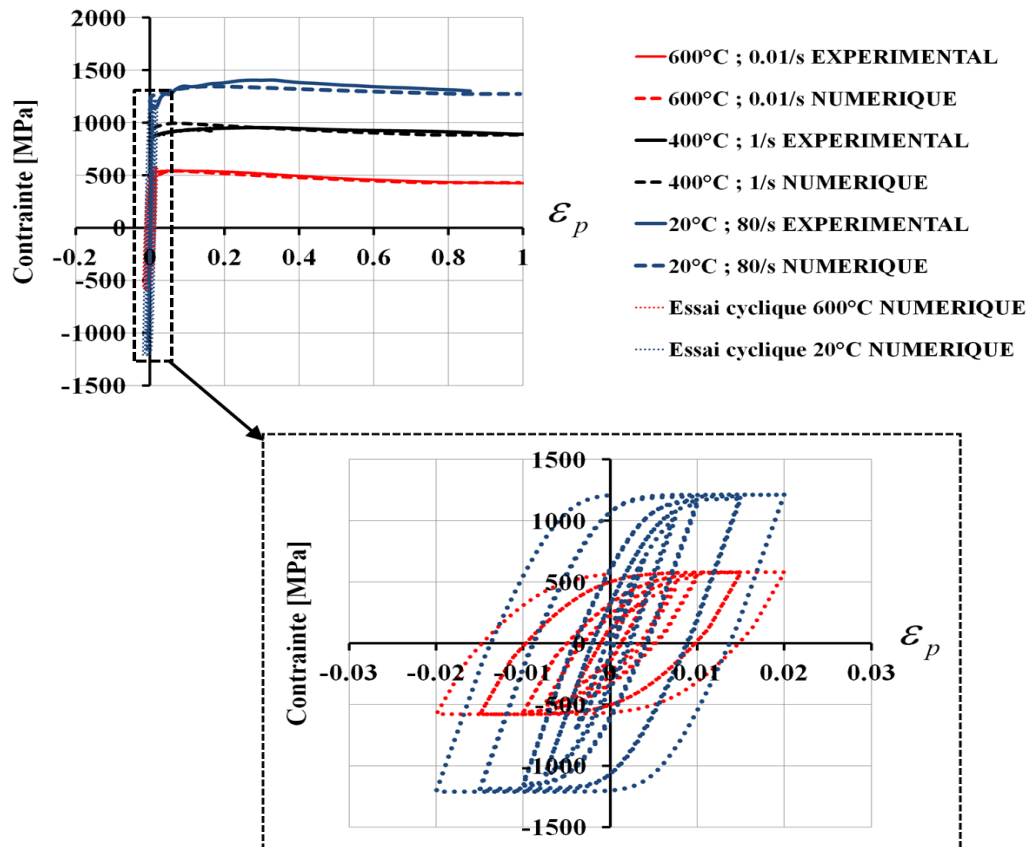 2000
1500
1000
500
0
-500
-1000
-1500
-0.2 0 0.2 0.4 0.6 0.8 1
Contrainte [MPa]
εp
600°C ; 0.01/s EXPERIMENTAL
600°C ; 0.01/s NUMERIQUE
400°C ; 1/s EXPERIMENTAL
400°C ; 1/s NUMERIQUE
20°C ; 80/s EXPERIMENTAL
20°C ; 80/s NUMERIQUE
Essai cyclique 600°C NUMERIQUE
Essai cyclique 20°C NUMERIQUE
1500
1000
500
0
-500
-1000
-1500
-0.03 -0.02 -0.01 0 0.01 0.02 0.03
Contrainte [MPa]
εp